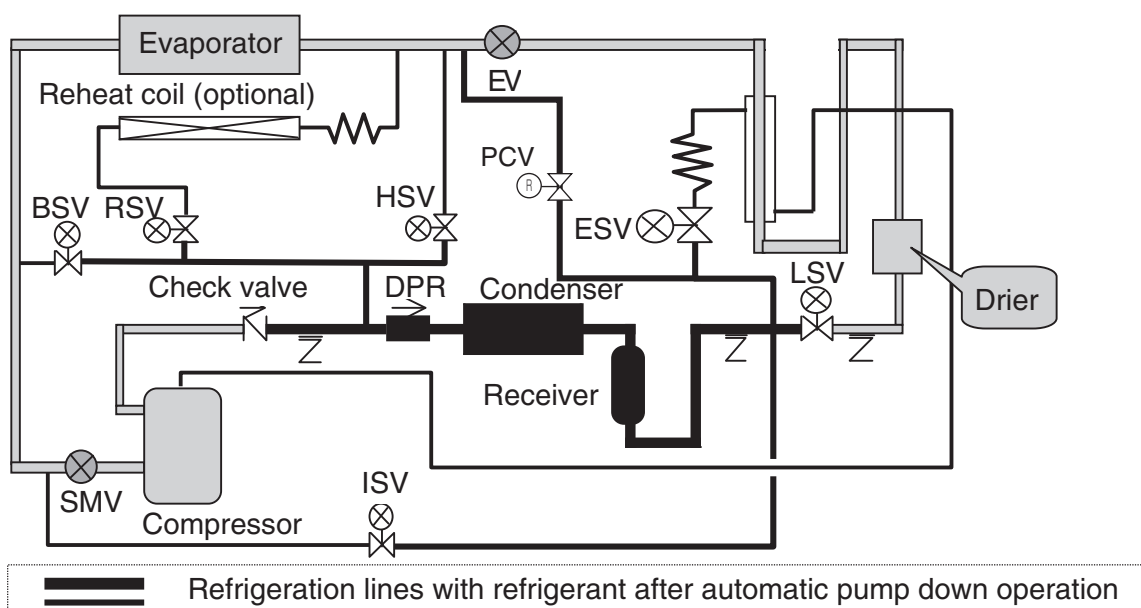 Evaporator
EV
Reheat coil (optional)
PCV
R
BSV
RSV
HSV
ESV
LSV
Check valve
DPR
Condenser
Drier
Receiver
SMV
ISV
Compressor
Refrigeration lines with refrigerant after automatic pump down operation